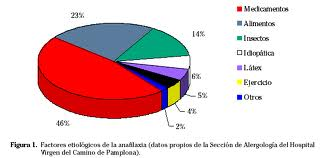 23%
14%
6%
5%
4%
2%
46%
Medicamentos
Alimentos
Insectos
Idiopática
Látex
Ejercicio
Otros
Figura 1. Factores etiológicos de la anafilaxia (datos propios de la Sección de Alergología del Hospital
Virgen del Camino de Pamplona).